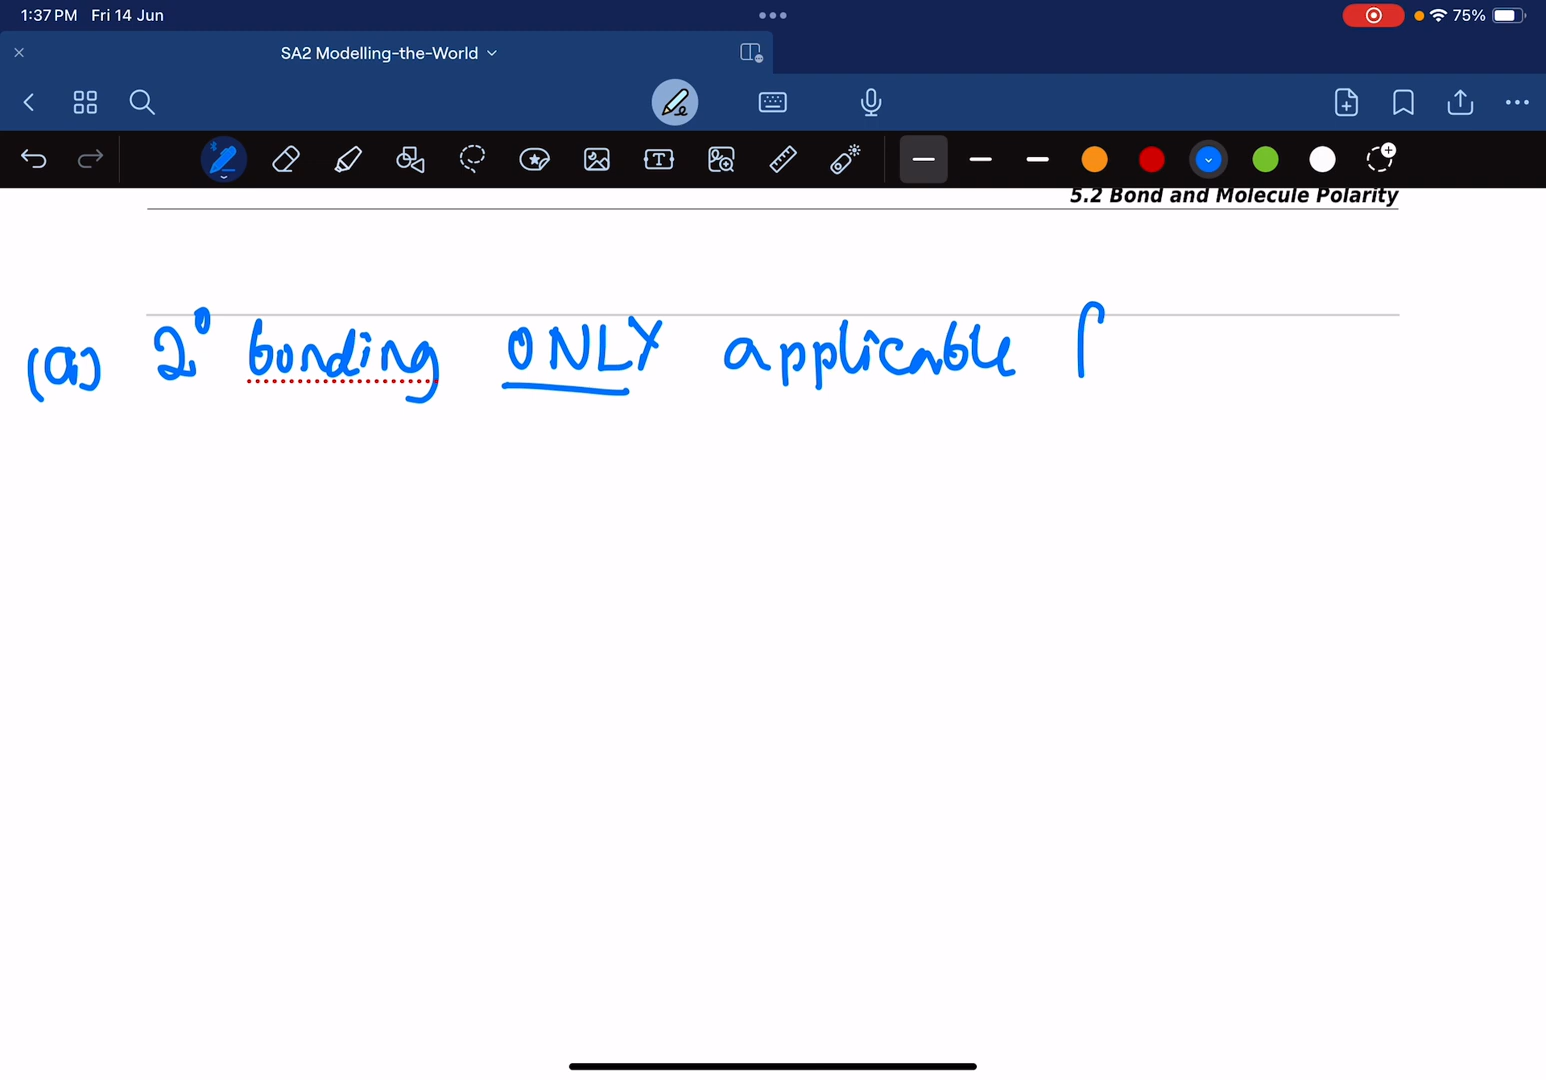 1:37 PM Fri 14 Jun
75%
SA2 Modelling-the-World
5.2 Bond and Molecule Polarity
(a) 2° bonding ONLY applicable